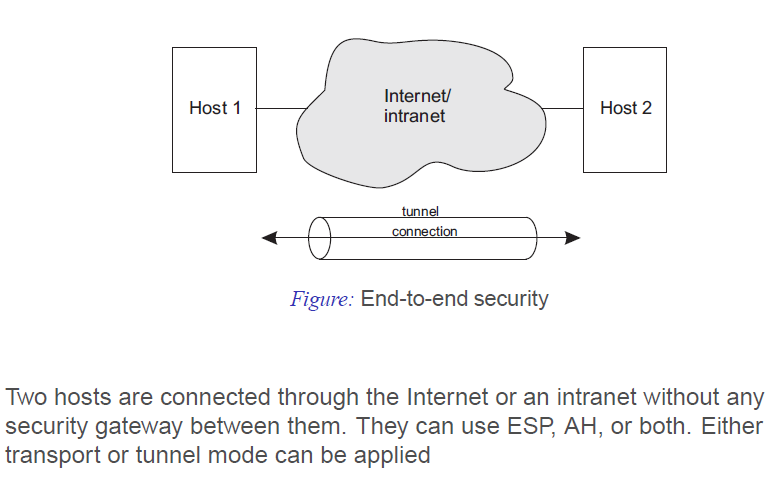 Host 1
Internet/
intranet
Host 2
tunnel
connection
Figure: End-to-end security
Two hosts are connected through the Internet or an intranet without any
security gateway between them. They can use ESP, AH, or both. Either
transport or tunnel mode can be applied